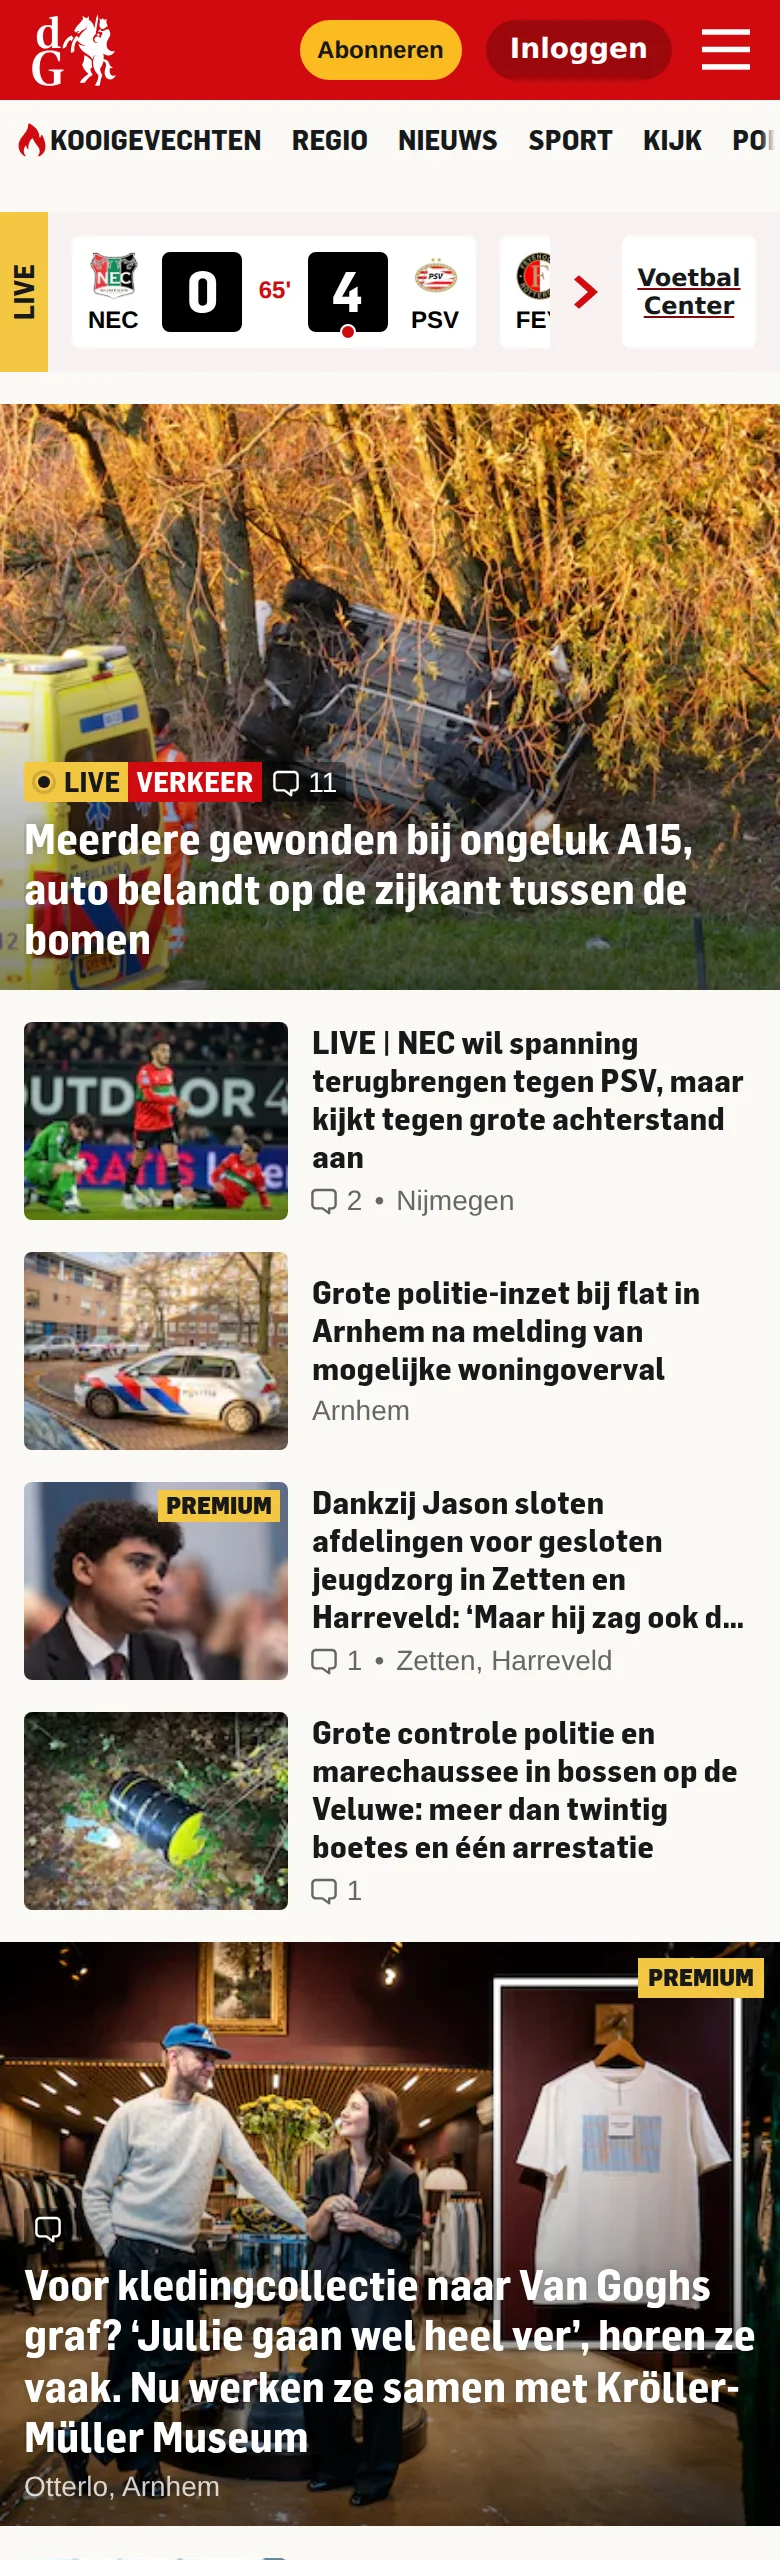 dG
Abonneren
Inloggen
KOOIGEVECHTEN REGIO NIEUWS SPORT KIJK
LIVE
NEC
0
65'
4
PSV
NEC
PSV
Voetbal
Center
LIVE VERKEER 11
Meerdere gewonden bij ongeluk A15,
auto belandt op de zijkant tussen de
bomen
OUTDOOR4
GRATIS
LIVE | NEC wil spanning
terugbrengen tegen PSV, maar
kijkt tegen grote achterstand
aan
2 • Nijmegen
Grote politie-inzet bij flat in
Arnhem na melding van
mogelijke woningoverval
Arnhem
PREMIUM
Dankzij Jason sloten
afdelingen voor gesloten
jeugdzorg in Zetten en
Harreveld: ‘Maar hij zag ook d...
1 • Zetten, Harreveld
Grote controle politie en
marechaussee in bossen op de
Veluwe: meer dan twintig
boetes en één arrestatie
1
PREMIUM
Voor kledingcollectie naar Van Goghs
graf? ‘Jullie gaan wel heel ver’, horen ze
vaak. Nu werken ze samen met Kröller-
Müller Museum
Otterlo, Arnhem